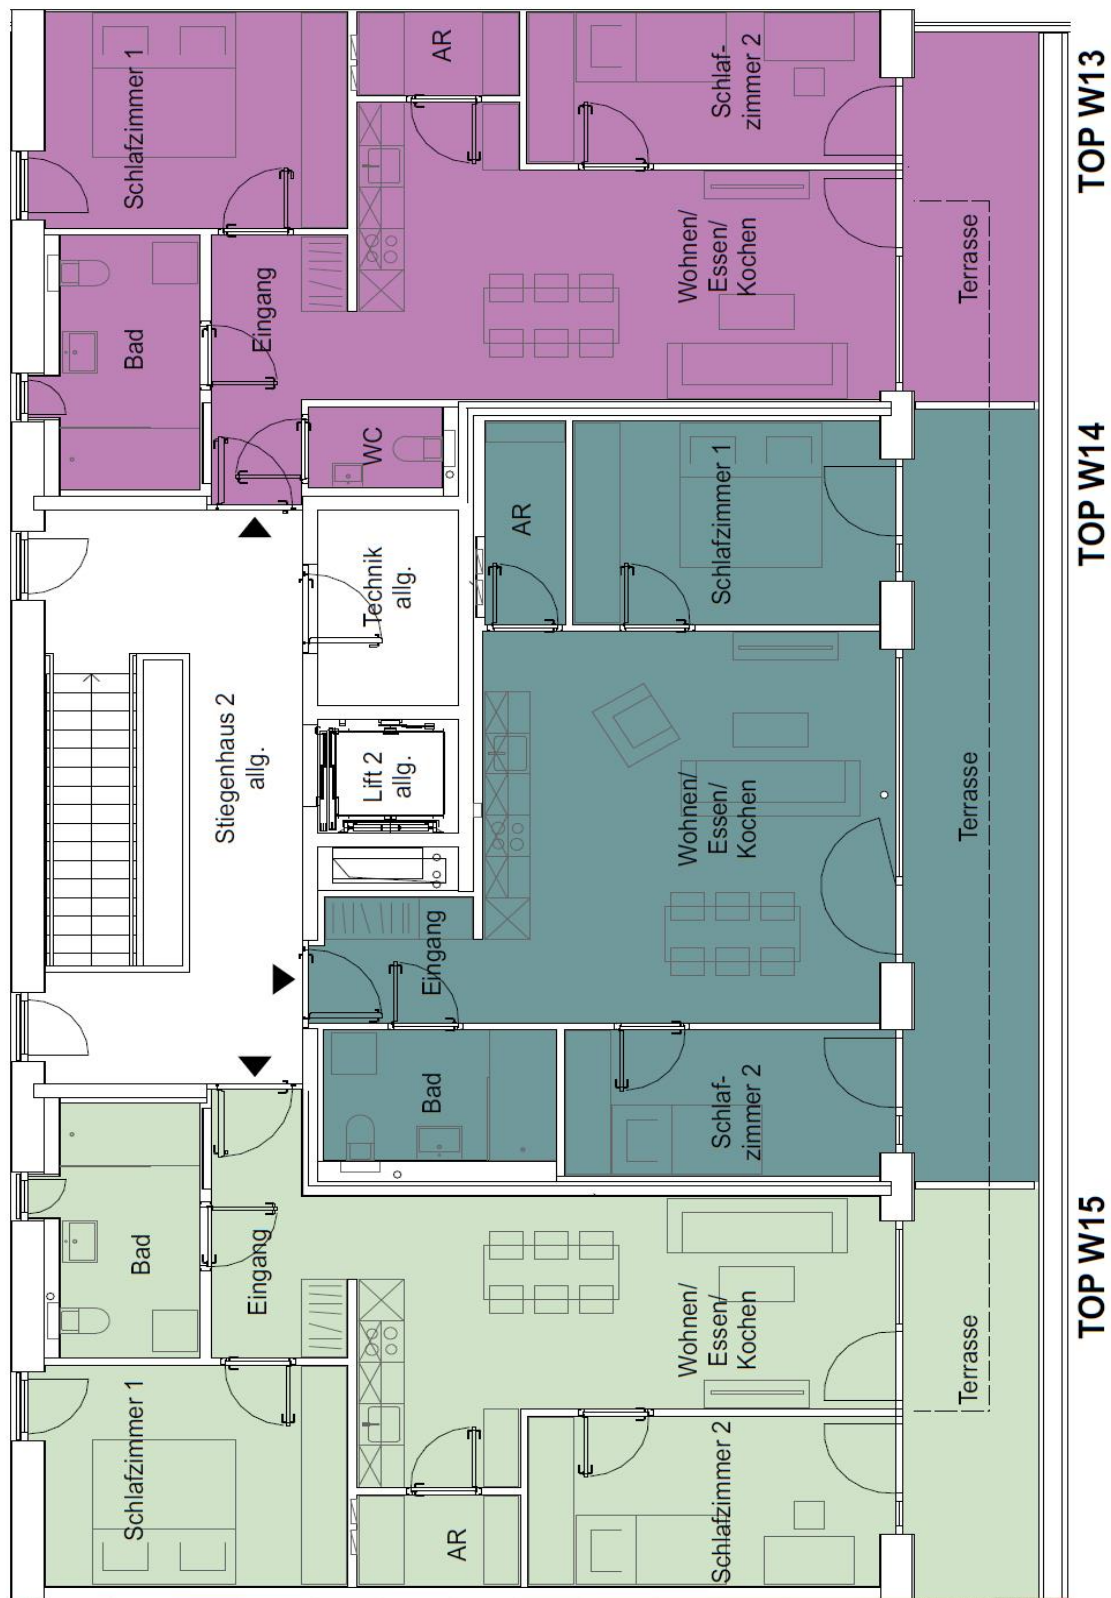 TOP W13
Schlafzimmer 1
AR
Schlaf-
zimmer 2
Bad
Eingang
Wohnen/
Essen/
Kochen
Terrasse
WC
TOP W14
AR
Schlafzimmer 1
Technik
allg.
Stiegenhaus 2
allg.
Lift 2
allg.
Wohnen/
Essen/
Kochen
Terrasse
Eingang
Bad
Schlaf-
zimmer 2
TOP W15
Bad
Eingang
Wohnen/
Essen/
Kochen
Terrasse
Schlafzimmer 1
AR
Schlafzimmer 2